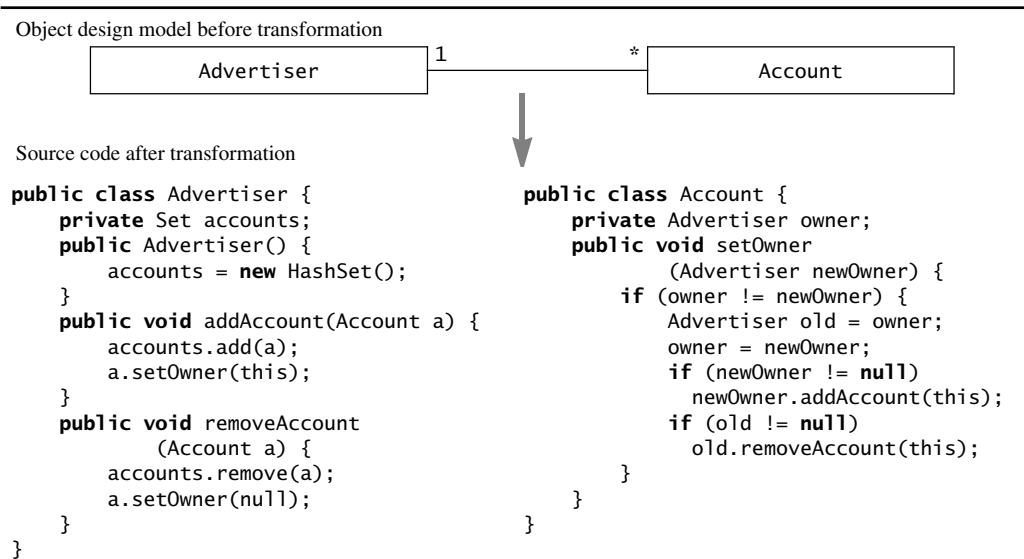 Object design model before transformation
Advertiser 1 * Account
Source code after transformation
public class Advertiser {
    private Set accounts;
    public Advertiser() {
        accounts = new HashSet();
    }
    public void addAccount(Account a) {
        accounts.add(a);
        a.setOwner(this);
    }
    public void removeAccount
            (Account a) {
        accounts.remove(a);
        a.setOwner(null);
    }
}
public class Account {
    private Advertiser owner;
    public void setOwner
            (Advertiser newOwner) {
        if (owner != newOwner) {
            Advertiser old = owner;
            owner = newOwner;
            if (newOwner != null)
              newOwner.addAccount(this);
            if (old != null)
              old.removeAccount(this);
        }
    }
}